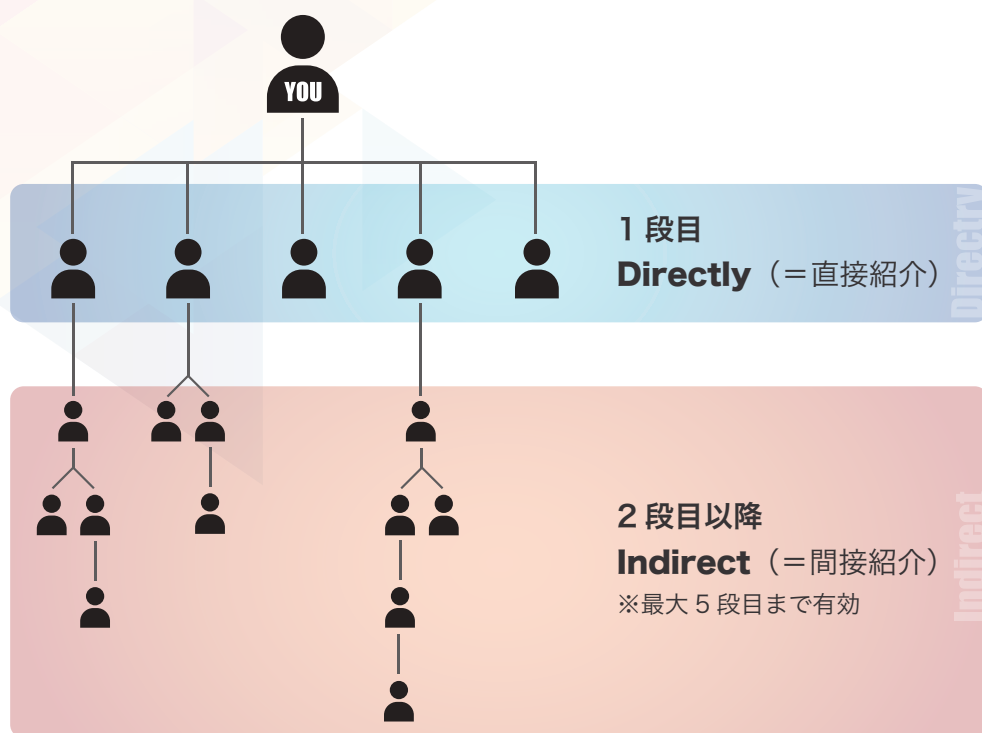 YOU
1 段目
Directly（＝直接紹介）
Directry
2 段目以降
Indirect（＝間接紹介）
※最大 5 段目まで有効
Indirect